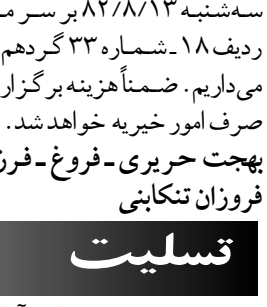 سه‌شنبه ۸۲/۸/۱۳ بر سر
ردیف ۱۸ ـ شماره ۳۳ گردهم
می‌داریم. ضمناً هزینه برگزار
صرف امور خیریه خواهد شد.
بهجت حریری ـ فروغ ـ فرز
فروزان تنکابنی
تسلیت